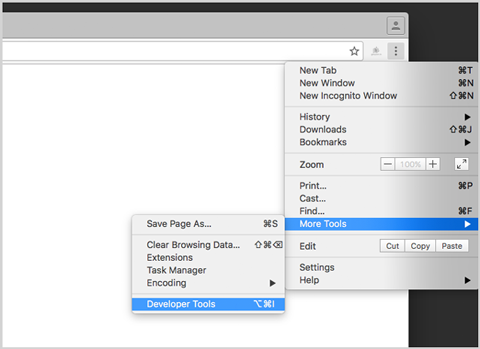 New Tab ⌘T
New Window ⌘N
New Incognito Window ⇧⌘N
History ▶
Downloads ⇧⌘J
Bookmarks ▶
Zoom − 100% +
Print... ⌘P
Cast...
Find... ⌘F
More Tools ▶
Edit Cut Copy Paste
Settings
Help ▶
Save Page As... ⌘S
Clear Browsing Data... ⇧⌘⌫
Extensions
Task Manager
Encoding ▶
Developer Tools ⌥⌘I